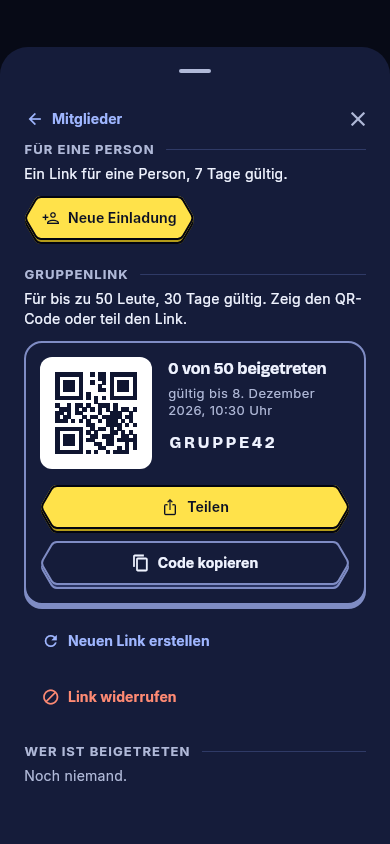 Mitglieder
FÜR EINE PERSON
Ein Link für eine Person, 7 Tage gültig.
Neue Einladung
GRUPPENLINK
Für bis zu 50 Leute, 30 Tage gültig. Zeig den QR-
Code oder teil den Link.
0 von 50 beigetreten
gültig bis 8. Dezember
2026, 10:30 Uhr
GRUPPE42
Teilen
Code kopieren
Neuen Link erstellen
Link widerrufen
WER IST BEIGETRETEN
Noch niemand.